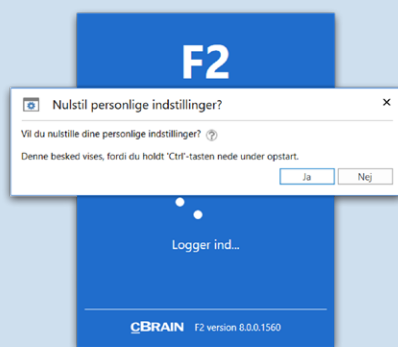 F2
Nulstil personlige indstillinger?
Vil du nulstille dine personlige indstillinger?
Denne besked vises, fordi du holdt 'Ctrl'-tasten nede under opstart.
Ja Nej
Logger ind...
cBRAIN F2 version 8.0.0.1560